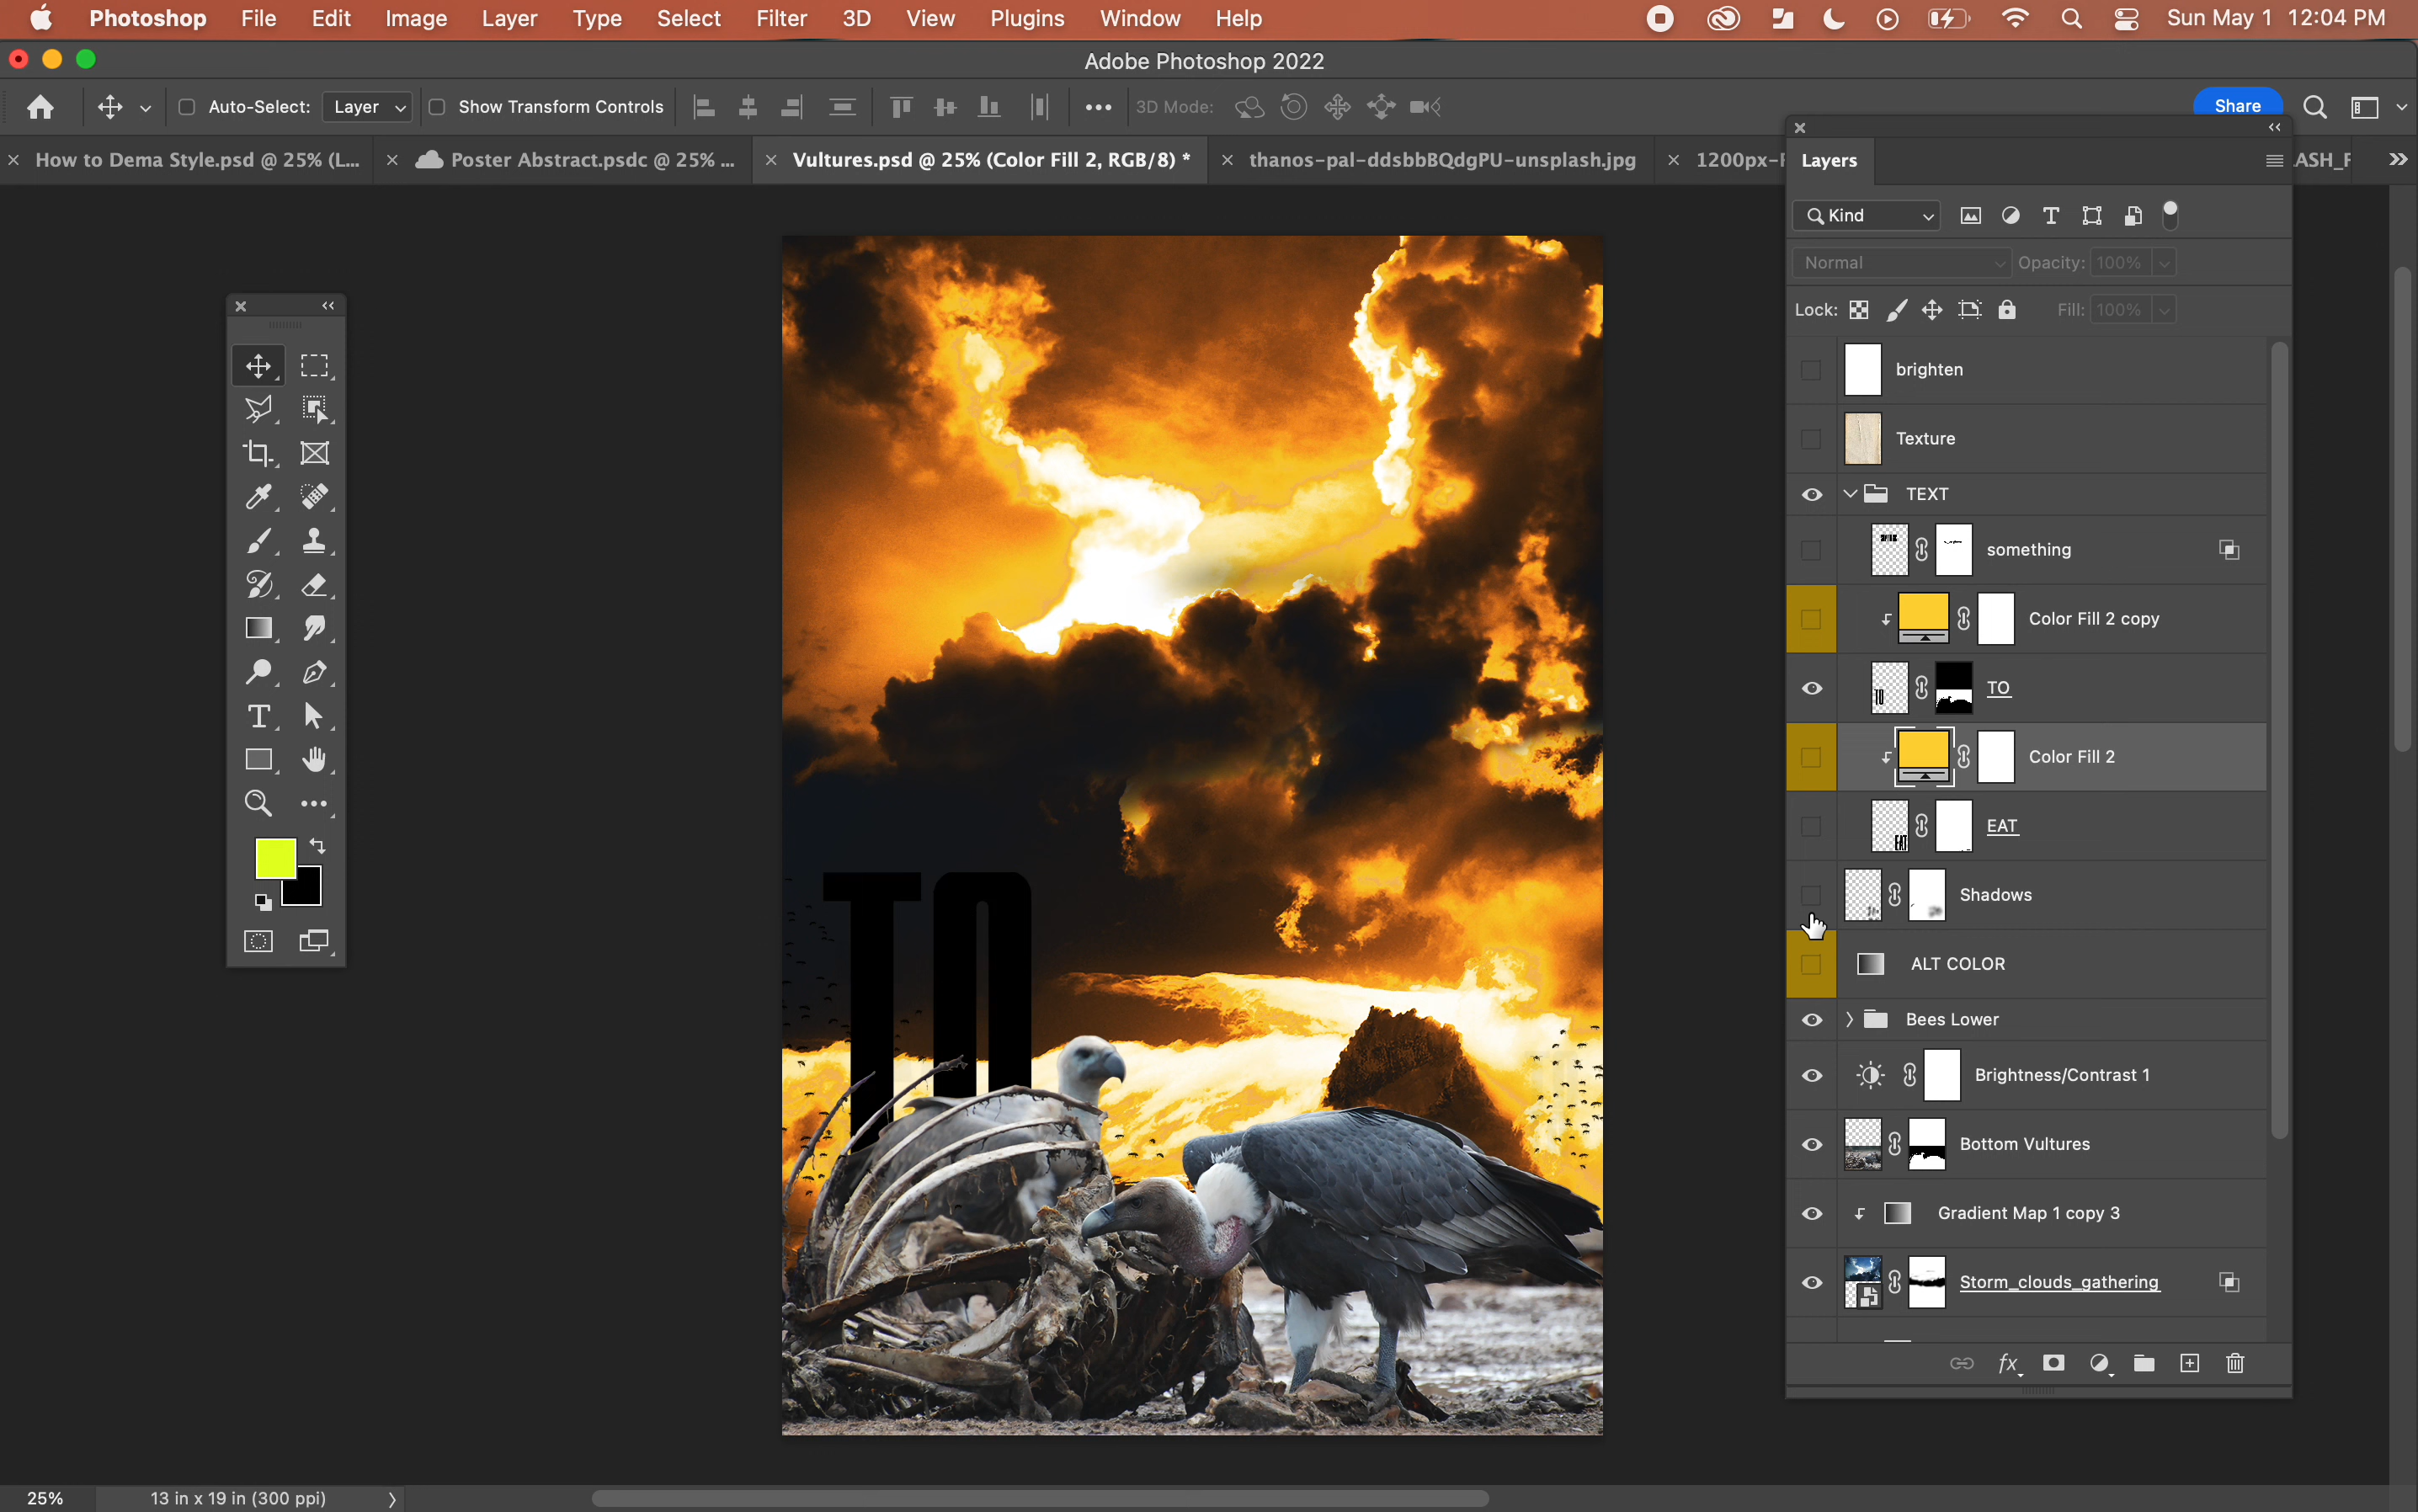 Photoshop File Edit Image Layer Type Select Filter 3D View Plugins Window Help Sun May 1 12:04 PM
Adobe Photoshop 2022
Auto-Select: Layer Show Transform Controls 3D Mode: Share
How to Dema Style.psd @ 25% (L... Poster Abstract.psdc @ 25% ... Vultures.psd @ 25% (Color Fill 2, RGB/8) * thanos-pal-ddsbbBQdgPU-unsplash.jpg 1200px-F ASH_F
Layers
Kind
Normal Opacity: 100%
Lock: Fill: 100%
brighten
Texture
TEXT
something
Color Fill 2 copy
TO
Color Fill 2
EAT
Shadows
ALT COLOR
Bees Lower
Brightness/Contrast 1
Bottom Vultures
Gradient Map 1 copy 3
Storm_clouds_gathering
fx
TO
25% 13 in x 19 in (300 ppi)